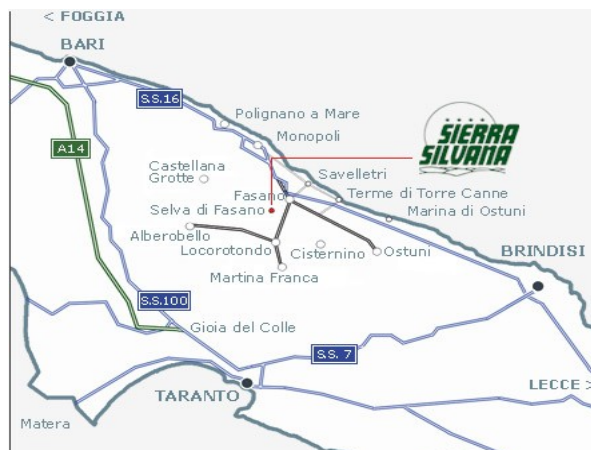 < FOGGIA
BARI
S.S.16
Polignano a Mare
Monopoli
SIERRA
SILVANA
A14
Castellana
Grotte
Savelletri
Fasano
Terme di Torre Canne
Selva di Fasano
Marina di Ostuni
Alberobello
Locorotondo
Cisternino
Ostuni
BRINDISI
Martina Franca
S.S.100
Gioia del Colle
S.S. 7
TARANTO
LECCE >
Matera